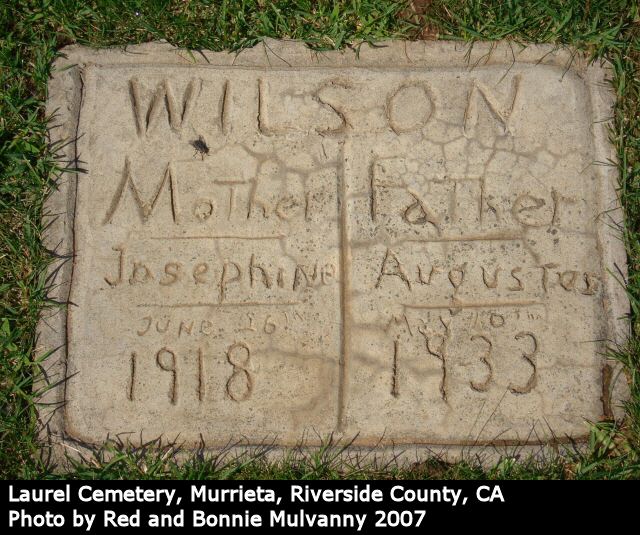 WILSON
Mother Father
Josephine Augustus
JUNE 26th May 10th
1918 1933
Laurel Cemetery, Murrieta, Riverside County, CA
Photo by Red and Bonnie Mulvanny 2007